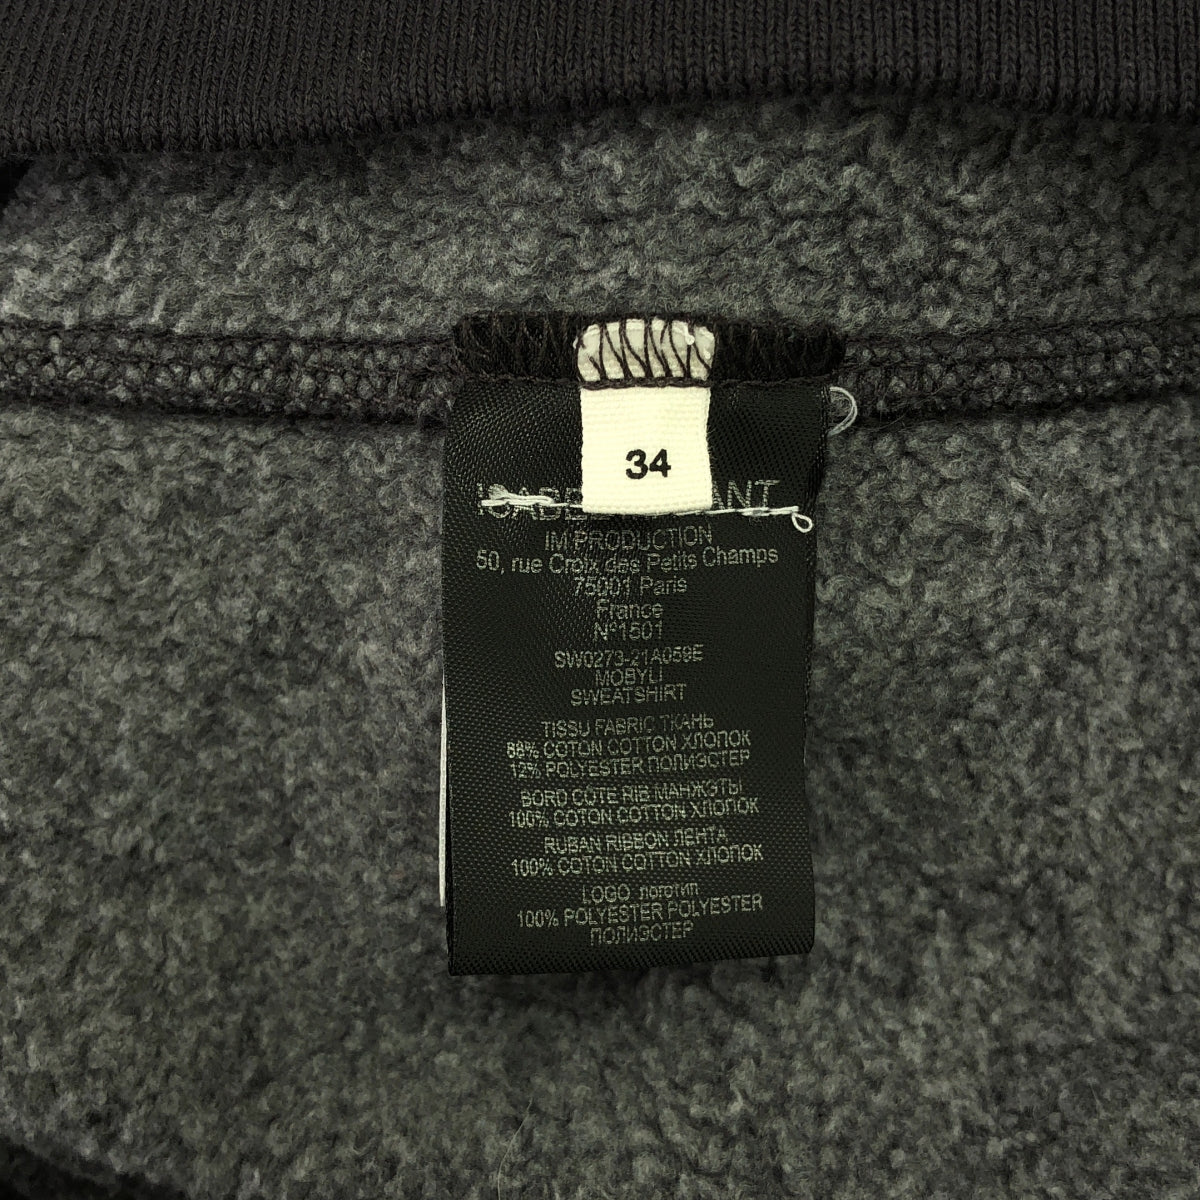 34
IM PRODUCTION
50, rue Croix des Petits Champs
75001 Paris
France
N°1501
SW0273-21A059E
MOBYLI
SWEATSHIRT
TISSU FABRIC ТКАНЬ
88% COTON COTTON ХЛОПОК
12% POLYESTER ПОЛИЭСТЕР
BORD CÔTE RIB МАНЖЭТЫ
100% COTON COTTON ХЛОПОК
RUBAN RIBBON ЛЕНТА
100% COTON COTTON ХЛОПОК
LOGO логотип
100% POLYESTER POLYESTER
ПОЛИЭСТЕР